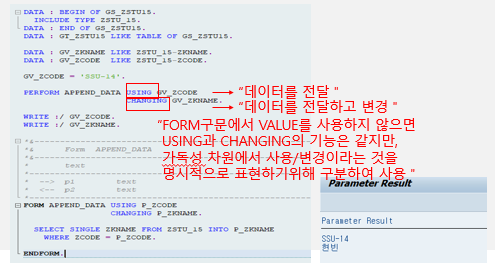 DATA : BEGIN OF GS_ZSTU15.
INCLUDE TYPE ZSTU_15.
DATA : END OF GS_ZSTU15.
DATA : GT_ZSTU15 LIKE TABLE OF GS_ZSTU15.
DATA : GV_ZKNAME LIKE ZSTU_15-ZKNAME.
DATA : GV_ZCODE LIKE ZSTU_15-ZCODE.
GV_ZCODE = 'SSU-14'.
PERFORM APPEND_DATA USING GV_ZCODE
CHANGING GV_ZKNAME.
"데이터를 전달 "
"데이터를 전달하고 변경 "
WRITE :/ GV_ZCODE.
WRITE :/ GV_ZKNAME.
"FORM구문에서 VALUE를 사용하지 않으면
USING과 CHANGING의 기능은 같지만,
가독성 차원에서 사용/변경이라는 것을
명시적으로 표현하기위해 구분하여 사용 "
*&---------------------------
*& Form APPEND_DATA
*&---------------------------
* text
*----------------------------
* --> p1 text
* <-- p2 text
*----------------------------
FORM APPEND_DATA USING P_ZCODE
CHANGING P_ZKNAME.
SELECT SINGLE ZKNAME FROM ZSTU_15 INTO P_ZKNAME
WHERE ZCODE = P_ZCODE.
ENDFORM.
Parameter Result
Parameter Result
SSU-14
현빈